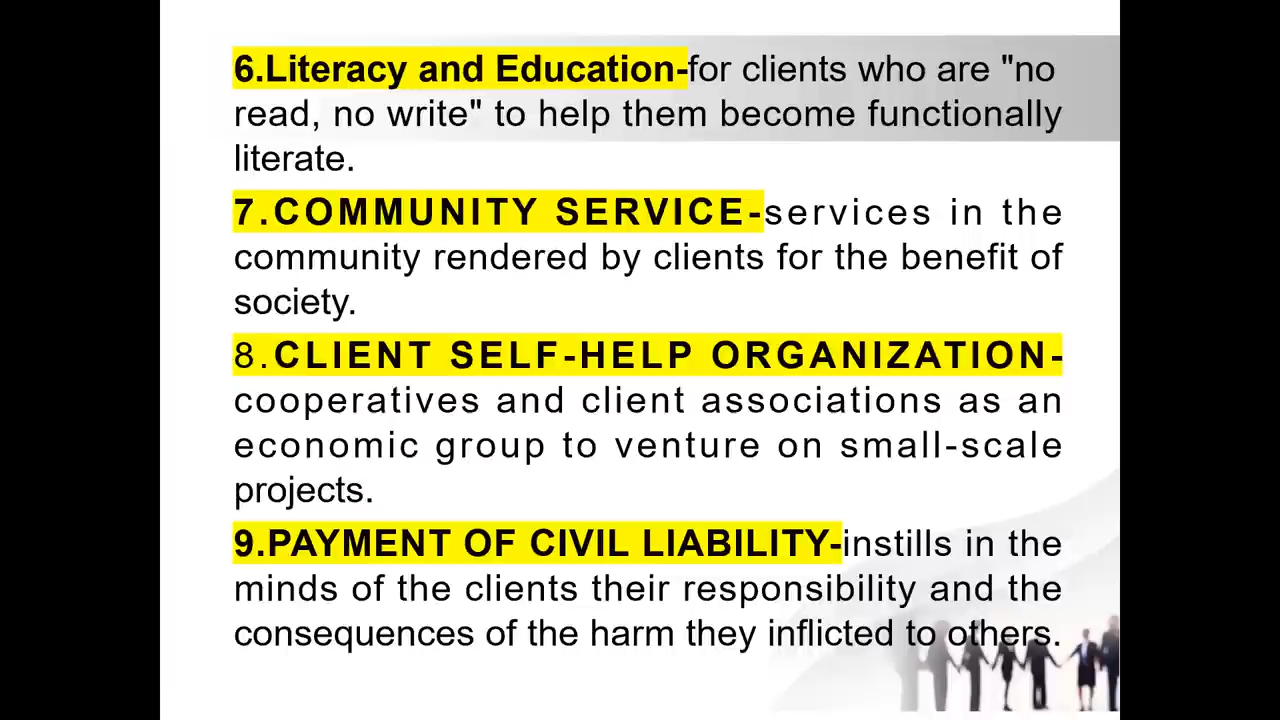 6.Literacy and Education-for clients who are "no
read, no write" to help them become functionally
literate.
7.COMMUNITY SERVICE-services in the
community rendered by clients for the benefit of
society.
8.CLIENT SELF-HELP ORGANIZATION-
cooperatives and client associations as an
economic group to venture on small-scale
projects.
9.PAYMENT OF CIVIL LIABILITY-instills in the
minds of the clients their responsibility and the
consequences of the harm they inflicted to others.